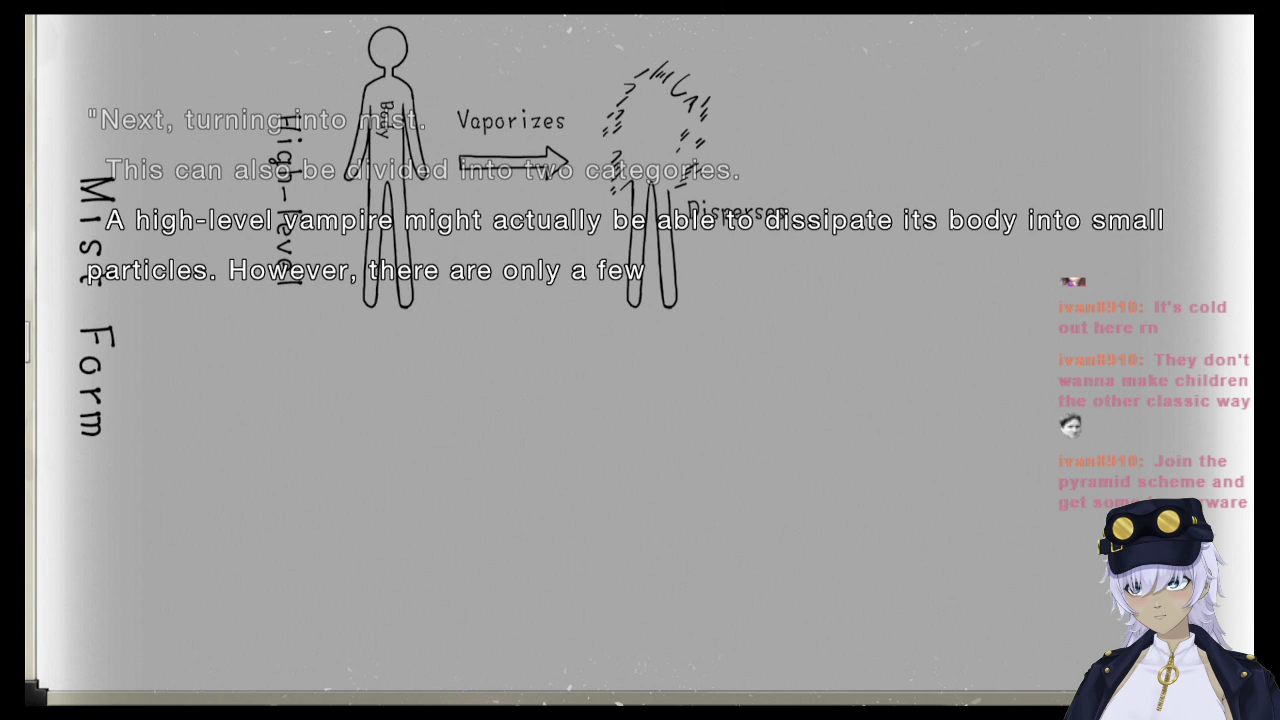 "Next, turning into mist.
This can also be divided into two categories.
A high-level vampire might actually be able to dissipate its body into small
particles. However, there are only a few
Mist Form
High-level
Body
Vaporizes
ivan8910: It's cold
out here rn
ivan8910: They don't
wanna make children
the other classic way
ivan8910: Join the
pyramid scheme and
get some